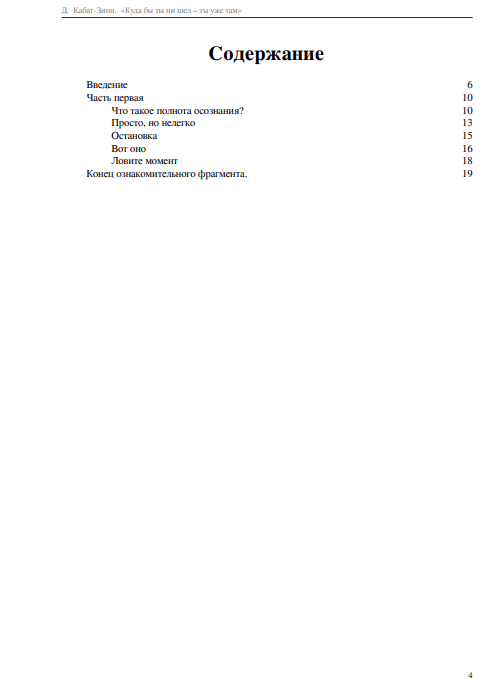 Д. Кабат-Зинн. «Куда бы ты ни шел – ты уже там»
Содержание
Введение 6
Часть первая 10
Что такое полнота осознания? 10
Просто, но нелегко 13
Остановка 15
Вот оно 16
Ловите момент 18
Конец ознакомительного фрагмента. 19
4